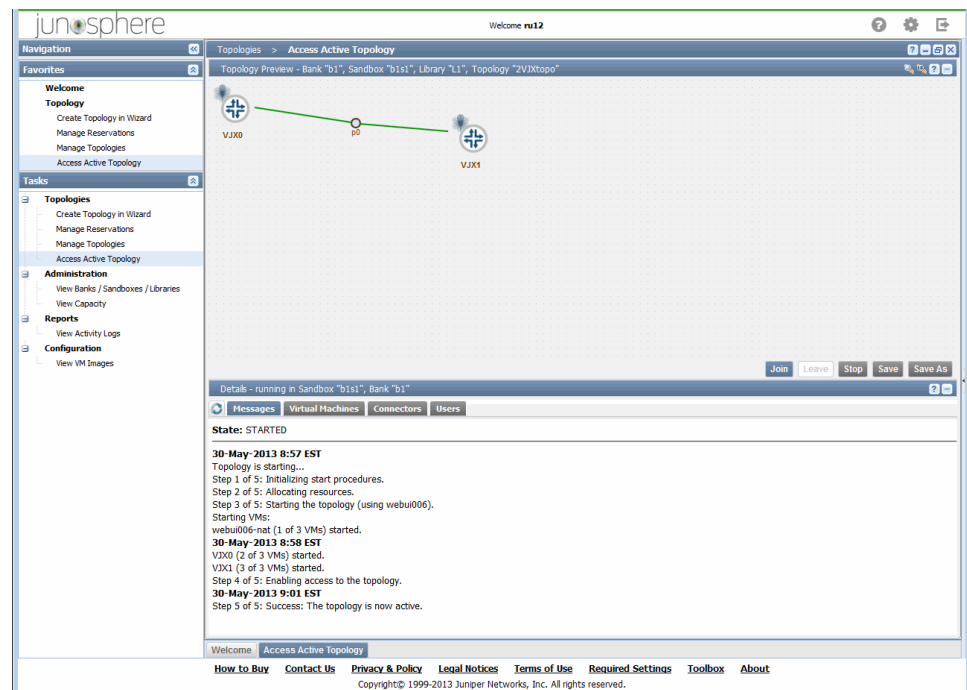 junosphere
Welcome ru12
Navigation
Favorites
Welcome
Topology
Create Topology in Wizard
Manage Reservations
Manage Topologies
Access Active Topology
Tasks
Topologies
Create Topology in Wizard
Manage Reservations
Manage Topologies
Access Active Topology
Administration
View Banks / Sandboxes / Libraries
View Capacity
Reports
View Activity Logs
Configuration
View VM Images
Topologies > Access Active Topology
Topology Preview - Bank "b1", Sandbox "b1s1", Library "L1", Topology "2VJXtopo"
VJX0
p0
VJX1
Join Leave Stop Save Save As
Details - running in Sandbox "b1s1", Bank "b1"
Messages Virtual Machines Connectors Users
State: STARTED
30-May-2013 8:57 EST
Topology is starting...
Step 1 of 5: Initializing start procedures.
Step 2 of 5: Allocating resources.
Step 3 of 5: Starting the topology (using webui006).
Starting VMs:
webui006-nat (1 of 3 VMs) started.
30-May-2013 8:58 EST
VJX0 (2 of 3 VMs) started.
VJX1 (3 of 3 VMs) started.
Step 4 of 5: Enabling access to the topology.
30-May-2013 9:01 EST
Step 5 of 5: Success: The topology is now active.
Welcome Access Active Topology
How to Buy Contact Us Privacy & Policy Legal Notices Terms of Use Required Settings Toolbox About
Copyright© 1999-2013 Juniper Networks, Inc. All rights reserved.